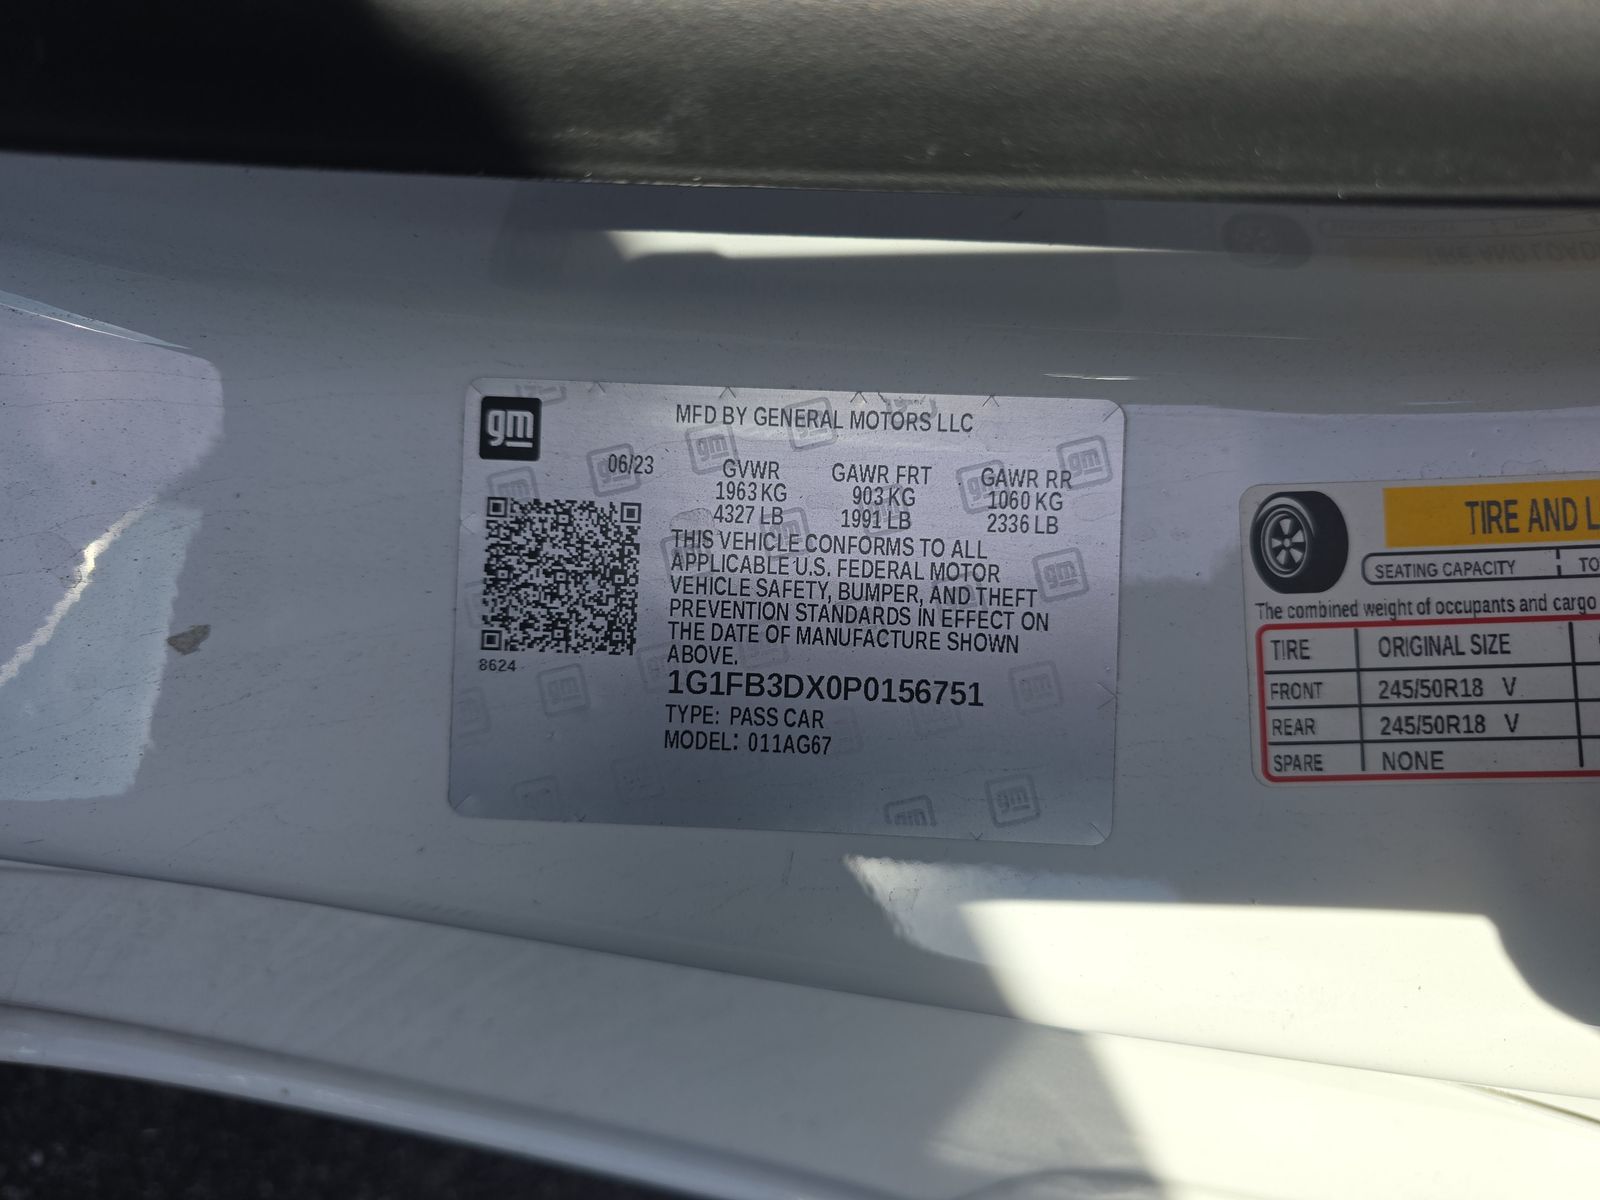 gm
MFD BY GENERAL MOTORS LLC
06/23
GVWR GAWR FRT GAWR RR
1963 KG 903 KG 1060 KG
4327 LB 1991 LB 2336 LB
THIS VEHICLE CONFORMS TO ALL
APPLICABLE U.S. FEDERAL MOTOR
VEHICLE SAFETY, BUMPER, AND THEFT
PREVENTION STANDARDS IN EFFECT ON
THE DATE OF MANUFACTURE SHOWN
ABOVE.
8624
1G1FB3DX0P0156751
TYPE: PASS CAR
MODEL: 011AG67
TIRE AND L
SEATING CAPACITY TO
The combined weight of occupants and cargo
TIRE ORIGINAL SIZE
FRONT 245/50R18 V
REAR 245/50R18 V
SPARE NONE